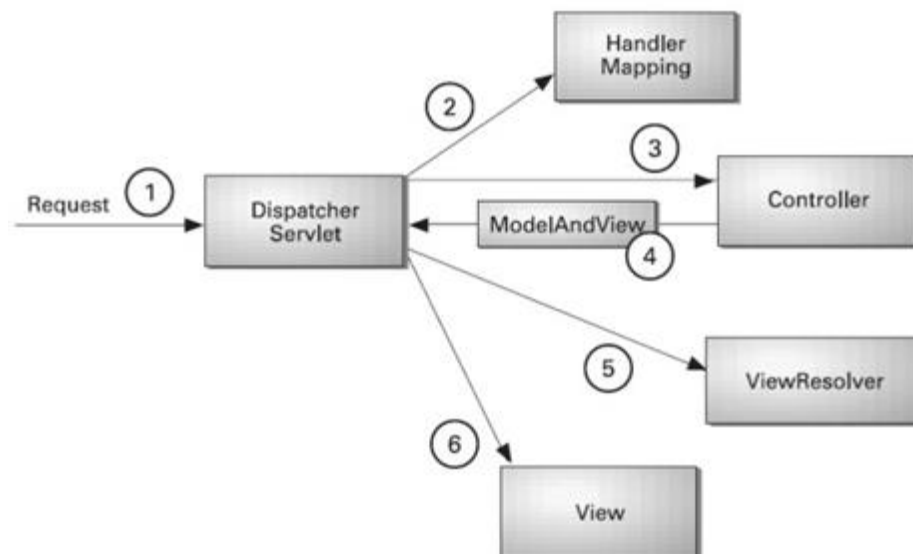 Handler
Mapping
2
3
1
Request
Dispatcher
Servlet
Controller
ModelAndView
4
5
ViewResolver
6
View